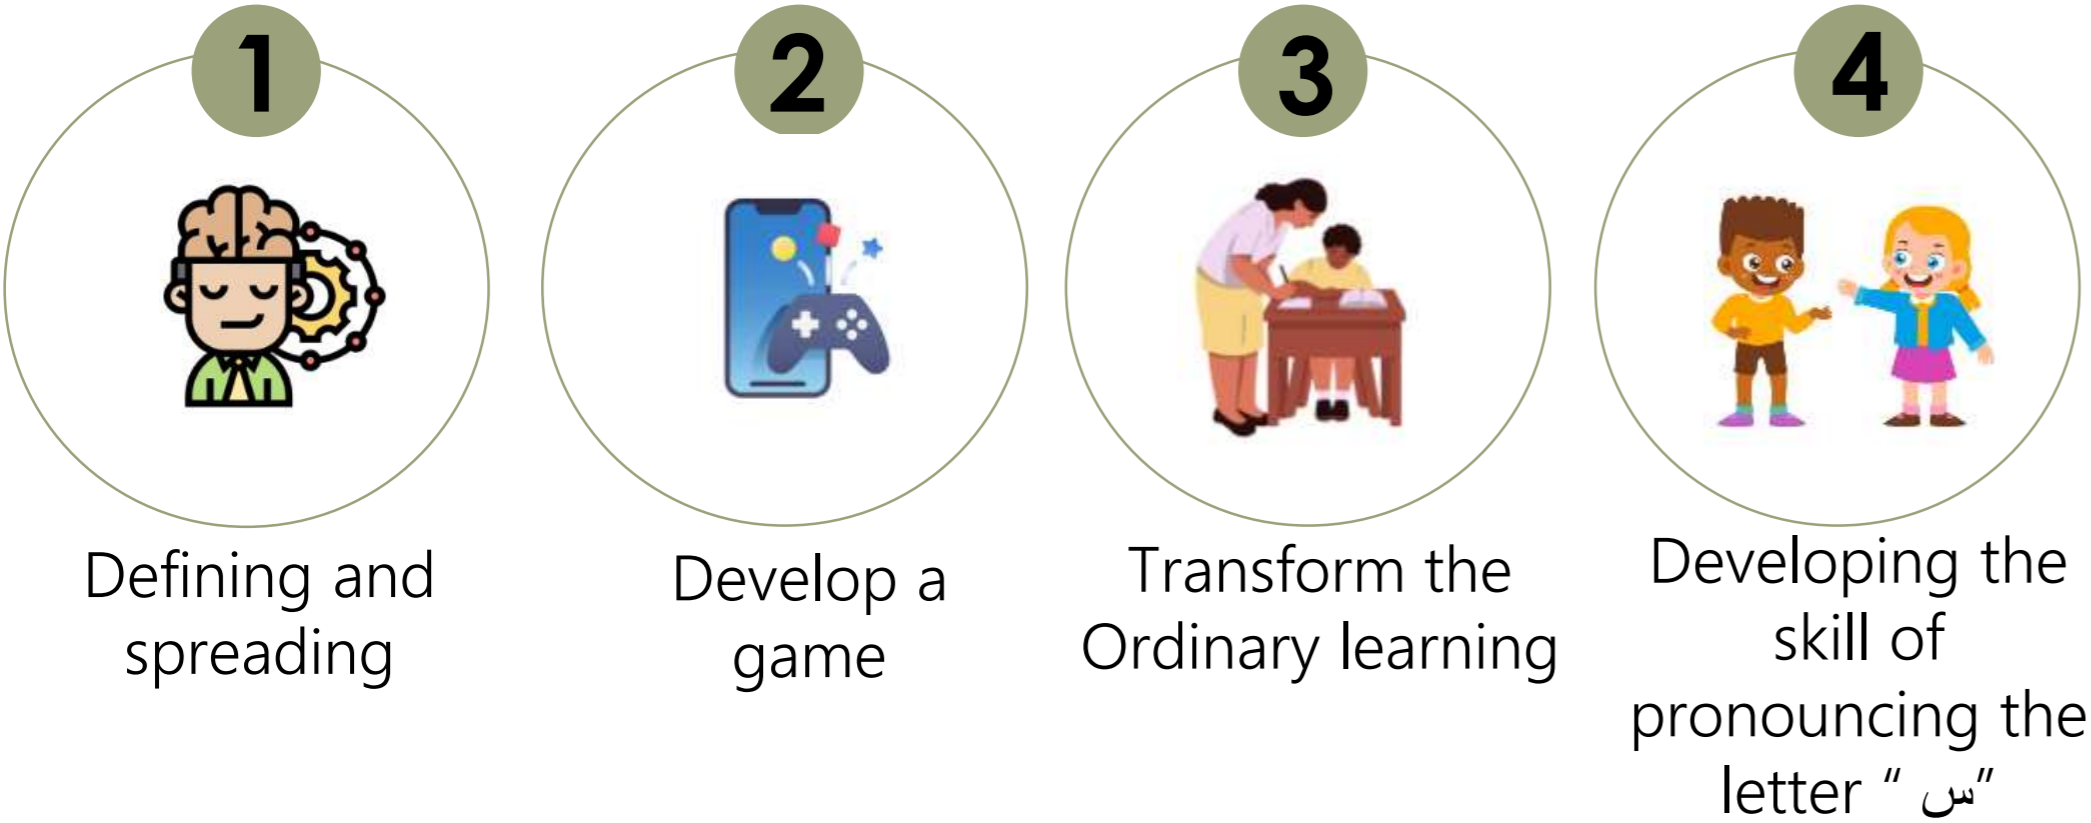 1
Defining and
spreading
2
Develop a
game
3
Transform the
Ordinary learning
4
Developing the
skill of
pronouncing the
letter “ س”